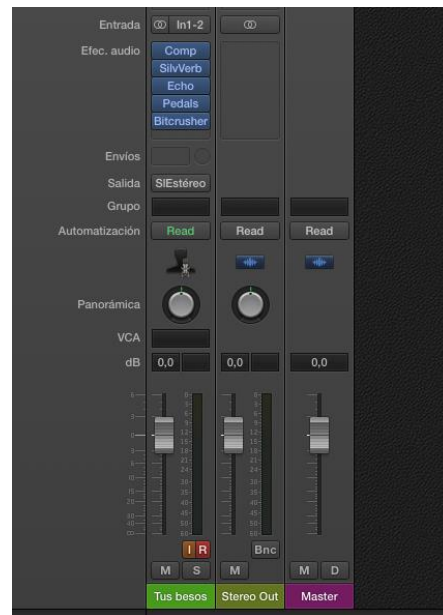 Entrada In1-2
Efec. audio Comp
SilvVerb
Echo
Pedals
Bitcrusher
Envíos
Salida SIEstéreo
Grupo
Automatización Read Read Read
Panorámica
VCA
dB 0,0 0,0 0,0
I R Bnc
M S M M D
Tus besos Stereo Out Master